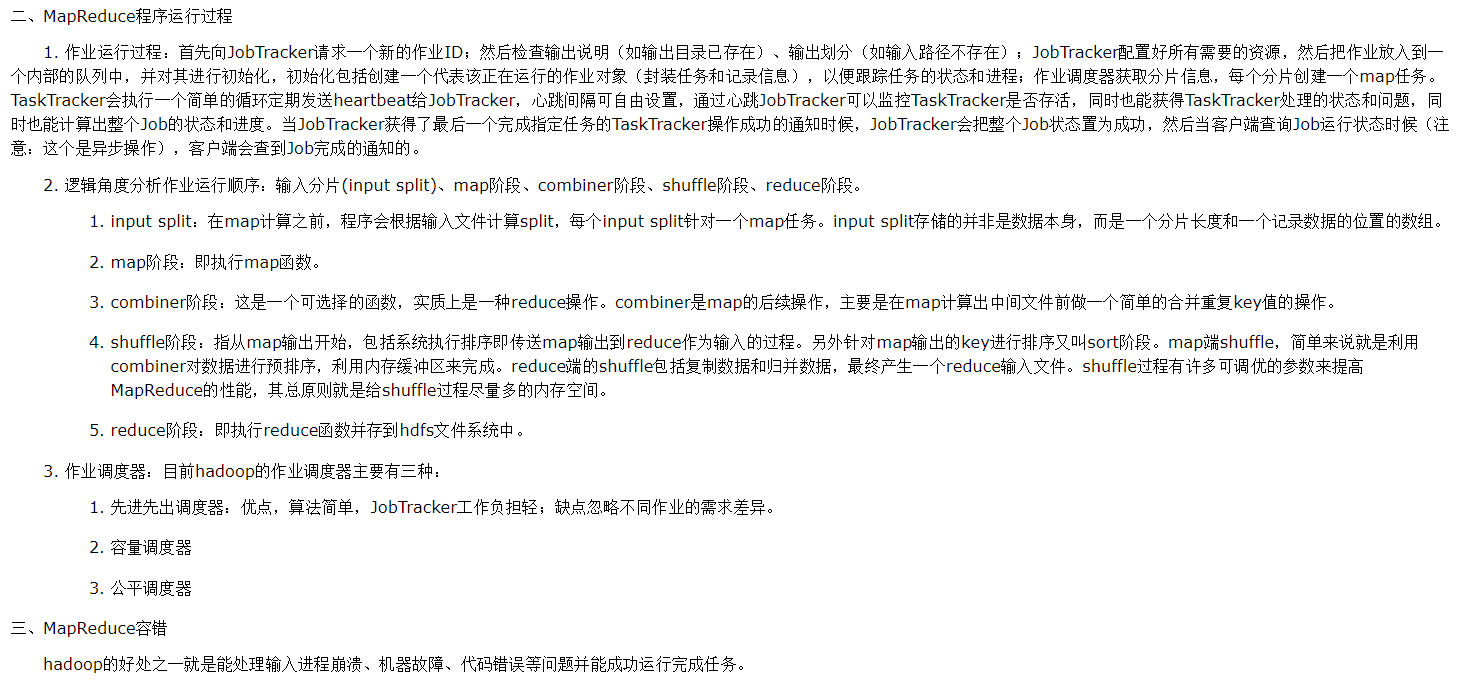 二、MapReduce程序运行过程
1. 作业运行过程：首先向JobTracker请求一个新的作业ID；然后检查输出说明（如输出目录已存在）、输出划分（如输入路径不存在）；JobTracker配置好所有需要的资源，然后把作业放入到一
个内部的队列中，并对其进行初始化，初始化包括创建一个代表该正在运行的作业对象（封装任务和记录信息），以便跟踪任务的状态和进程；作业调度器获取分片信息，每个分片创建一个map任务。
TaskTracker会执行一个简单的循环定期发送heartbeat给JobTracker，心跳间隔可自由设置，通过心跳JobTracker可以监控TaskTracker是否存活，同时也能获得TaskTracker处理的状态和问题，同
时也能计算出整个Job的状态和进度。当JobTracker获得了最后一个完成指定任务的TaskTracker操作成功的通知时候，JobTracker会把整个Job状态置为成功，然后当客户端查询Job运行状态时候（注
意：这个是异步操作），客户端会查到Job完成的通知的。
2. 逻辑角度分析作业运行顺序：输入分片(input split)、map阶段、combiner阶段、shuffle阶段、reduce阶段。
1. input split：在map计算之前，程序会根据输入文件计算split，每个input split针对一个map任务。input split存储的并非是数据本身，而是一个分片长度和一个记录数据的位置的数组。
2. map阶段：即执行map函数。
3. combiner阶段：这是一个可选择的函数，实质上是一种reduce操作。combiner是map的后续操作，主要是在map计算出中间文件前做一个简单的合并重复key值的操作。
4. shuffle阶段：指从map输出开始，包括系统执行排序即传送map输出到reduce作为输入的过程。另外针对map输出的key进行排序又叫sort阶段。map端shuffle，简单来说就是利用
combiner对数据进行预排序，利用内存缓冲区来完成。reduce端的shuffle包括复制数据和归并数据，最终产生一个reduce输入文件。shuffle过程有许多可调优的参数来提高
MapReduce的性能，其总原则就是给shuffle过程尽量多的内存空间。
5. reduce阶段：即执行reduce函数并存到hdfs文件系统中。
3. 作业调度器：目前hadoop的作业调度器主要有三种：
1. 先进先出调度器：优点，算法简单，JobTracker工作负担轻；缺点忽略不同作业的需求差异。
2. 容量调度器
3. 公平调度器
三、MapReduce容错
hadoop的好处之一就是能处理输入进程崩溃、机器故障、代码错误等问题并能成功运行完成任务。